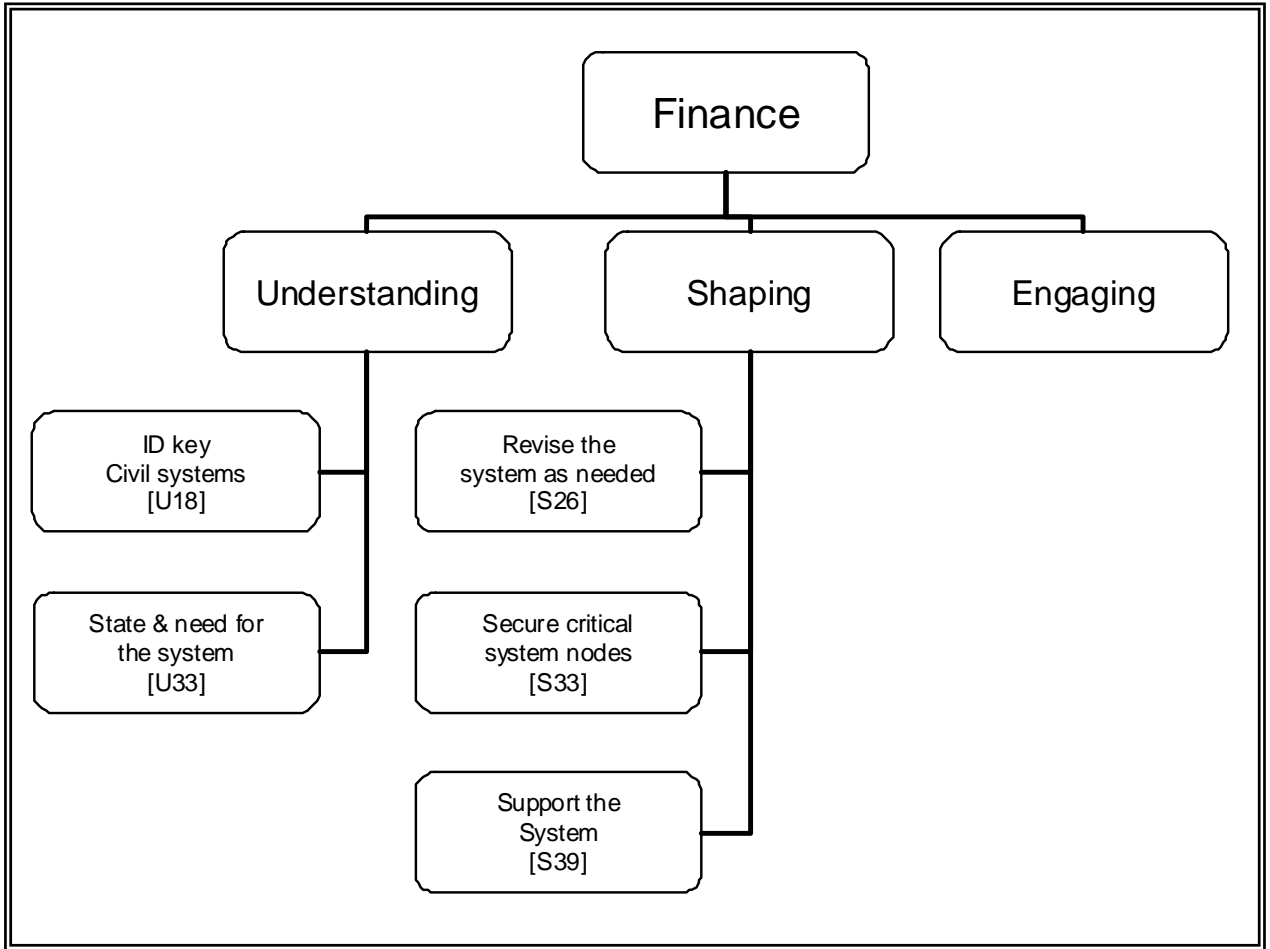 Finance
Understanding
Shaping
Engaging
ID key
Civil systems
[U18]
State & need for
the system
[U33]
Revise the
system as needed
[S26]
Secure critical
system nodes
[S33]
Support the
System
[S39]